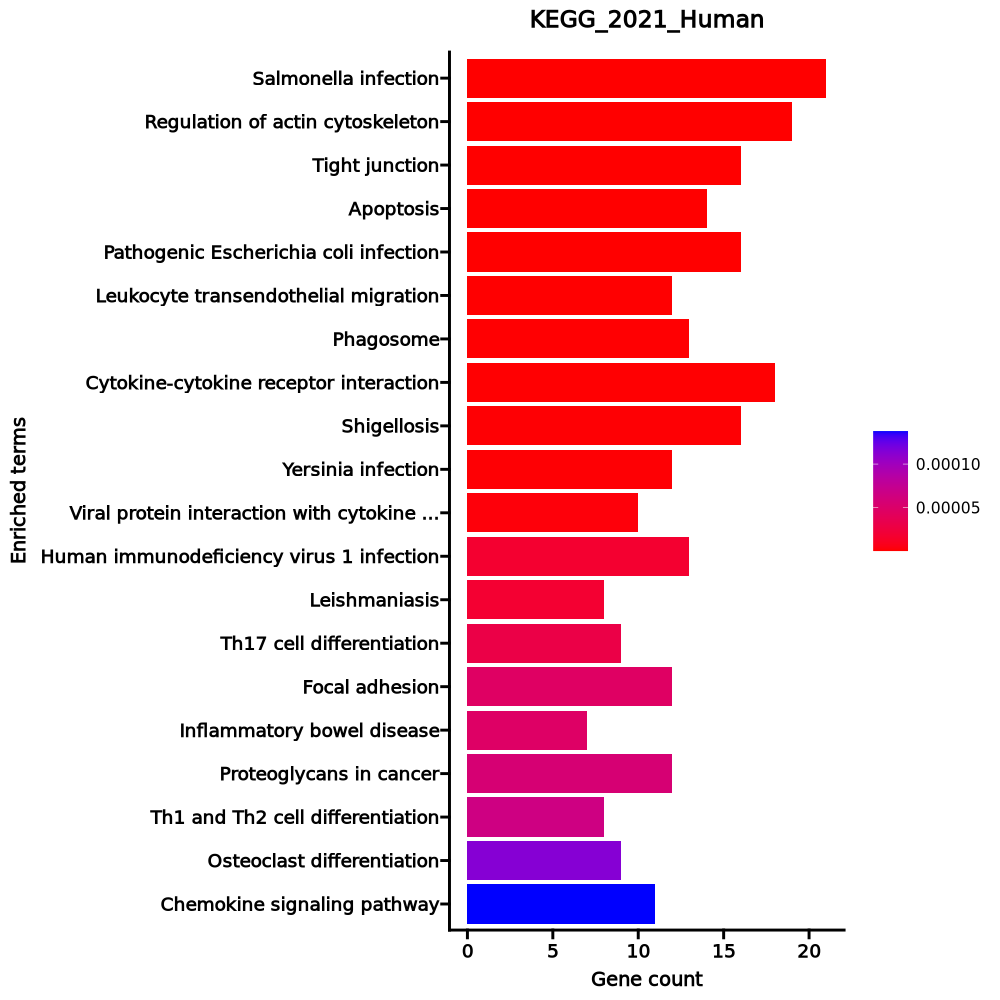 KEGG_2021_Human
Salmonella infection
Regulation of actin cytoskeleton
Tight junction
Apoptosis
Pathogenic Escherichia coli infection
Leukocyte transendothelial migration
Phagosome
Cytokine-cytokine receptor interaction
Shigellosis
Yersinia infection
Viral protein interaction with cytokine ...
Human immunodeficiency virus 1 infection
Leishmaniasis
Th17 cell differentiation
Focal adhesion
Inflammatory bowel disease
Proteoglycans in cancer
Th1 and Th2 cell differentiation
Osteoclast differentiation
Chemokine signaling pathway
Enriched terms
0 5 10 15 20
Gene count
0.00010
0.00005